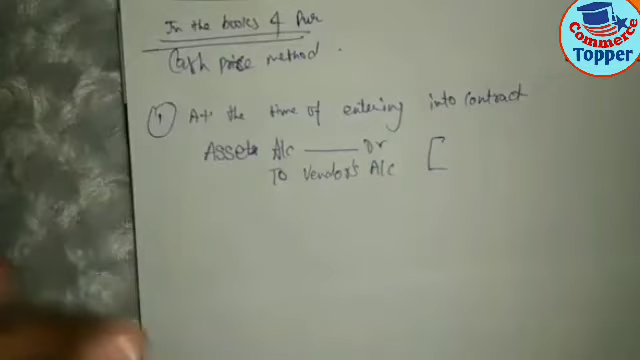 In the books of Pur
Cash price method.
(1) At the time of entering into contract
Asset A/c ——— Dr [
To Vendor's A/c
Commerce
Topper